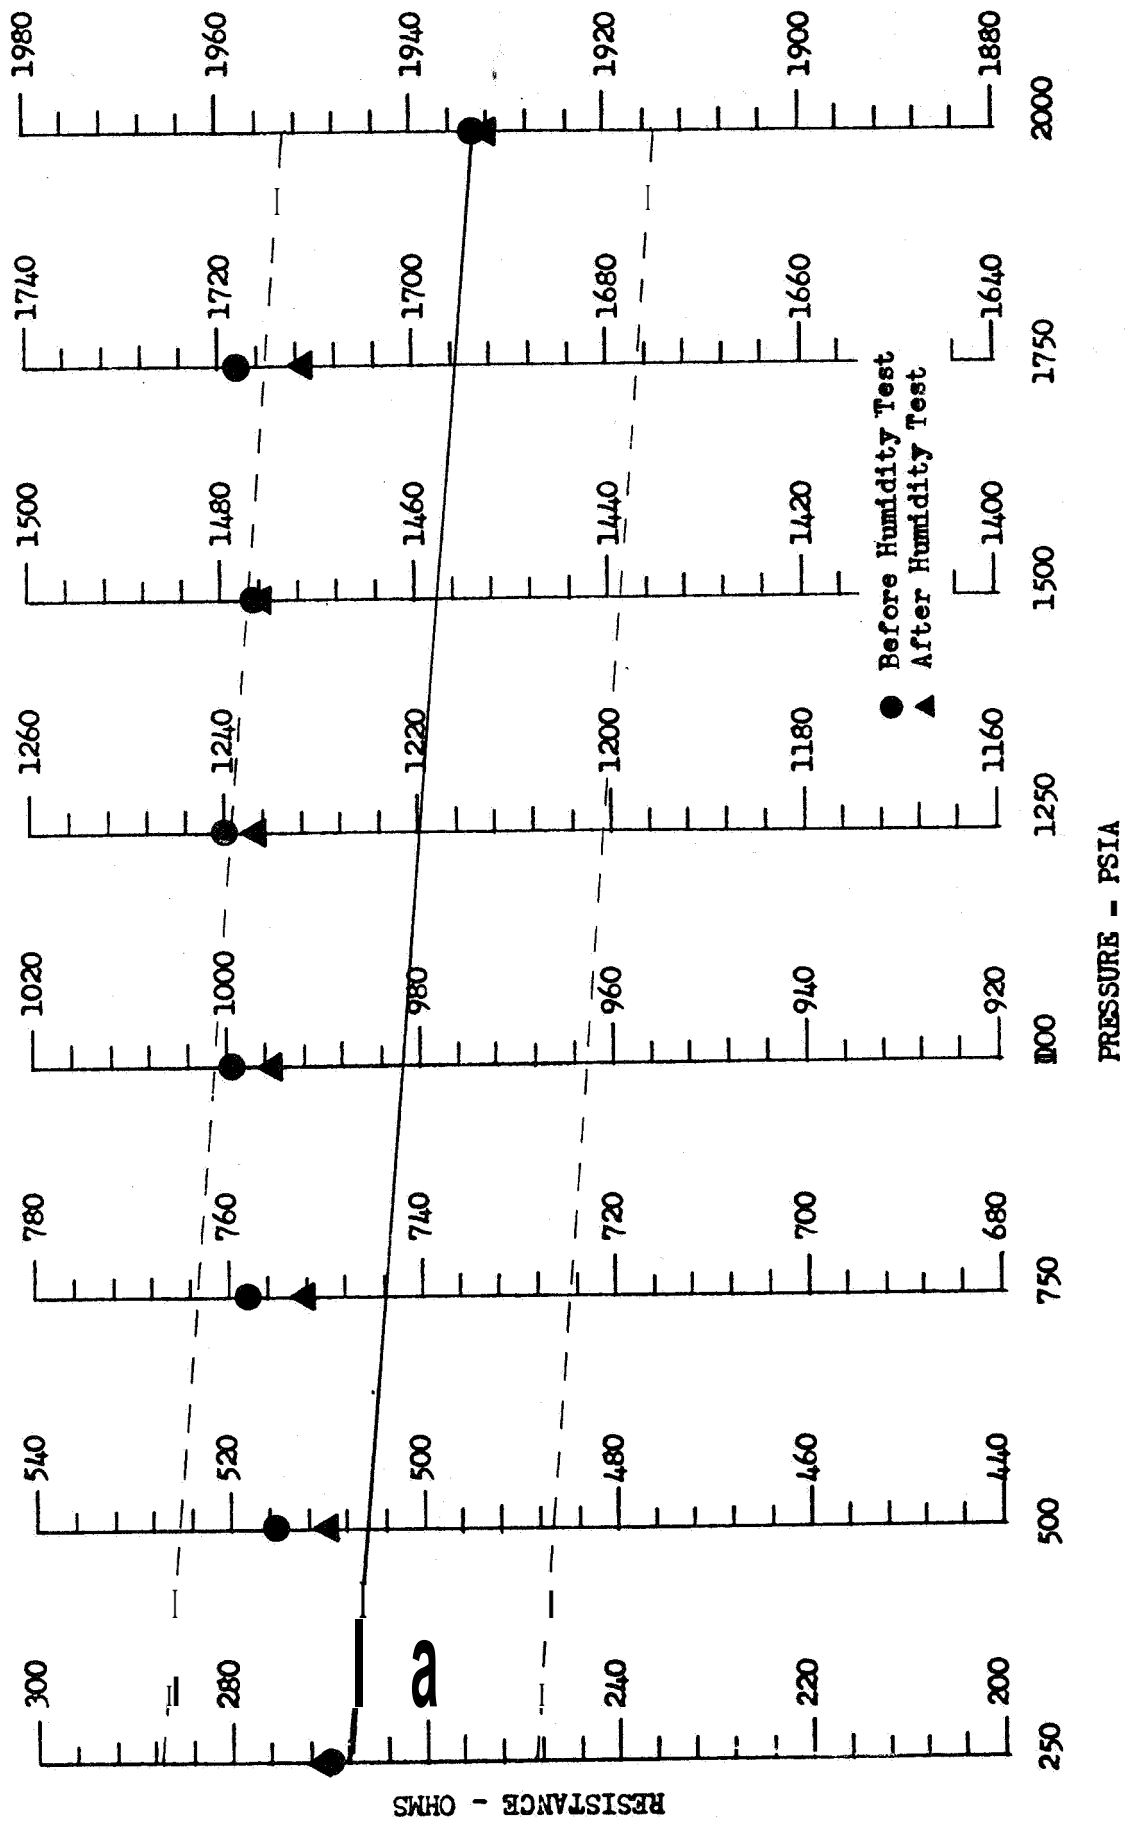 300 540 780 1020 1260 1500 1740 1980
280 520 760 1000 1240 1480 1720 1960
a 500 740 980 1220 1460 1700 1940
240 480 720 960 1200 1440 1680 1920
220 460 700 940 1180 1420 1660 1900
RESISTANCE - OHMS
Before Humidity Test
After Humidity Test
200 440 680 920 1160 1400 1640 1880
250 500 750 1250 1500 1750 2000
PRESSURE - PSIA